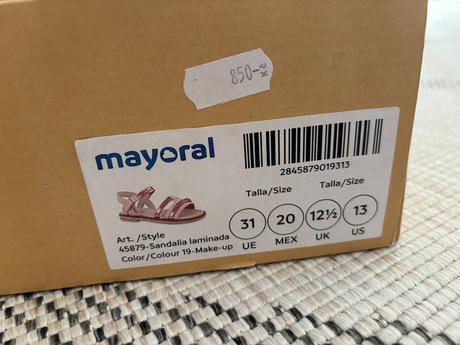 850-
Kč
mayoral
2845879019313
Talla/Size Talla/Size
31 20 12½ 13
UE MEX UK US
Art. /Style
45879-Sandalia laminada
Color/Colour 19-Make-up